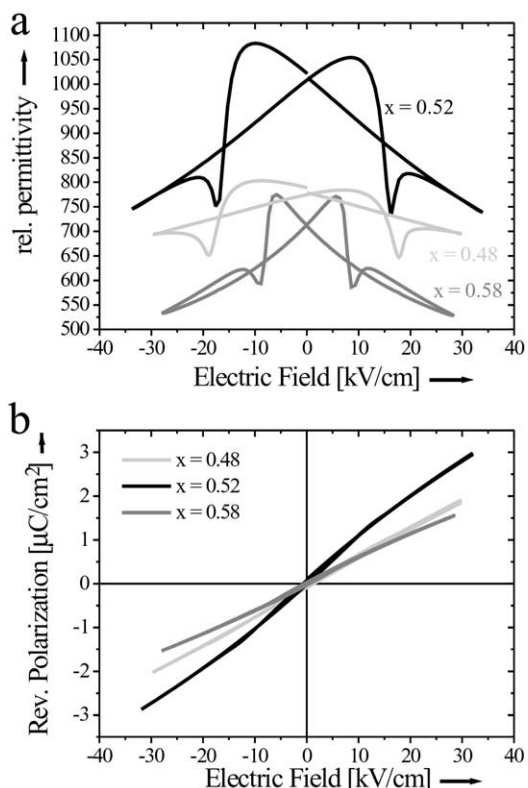 a
1100
1050
1000
950
900
850
800
750
700
650
600
550
500
rel. permittivity
x = 0.52
x = 0.48
x = 0.58
-40 -30 -20 -10 0 10 20 30 40
Electric Field [kV/cm]
b
3
2
1
0
-1
-2
-3
Rev. Polarization [µC/cm²]
x = 0.48
x = 0.52
x = 0.58
-40 -30 -20 -10 0 10 20 30 40
Electric Field [kV/cm]